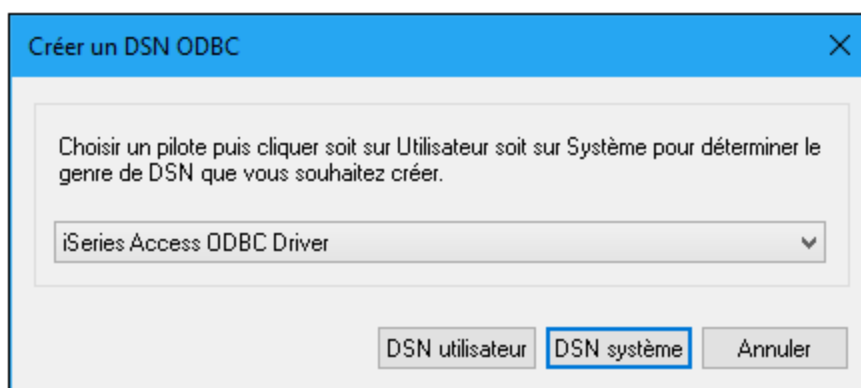 Créer un DSN ODBC
Choisir un pilote puis cliquer soit sur Utilisateur soit sur Système pour déterminer le
genre de DSN que vous souhaitez créer.
iSeries Access ODBC Driver
DSN utilisateur DSN système Annuler